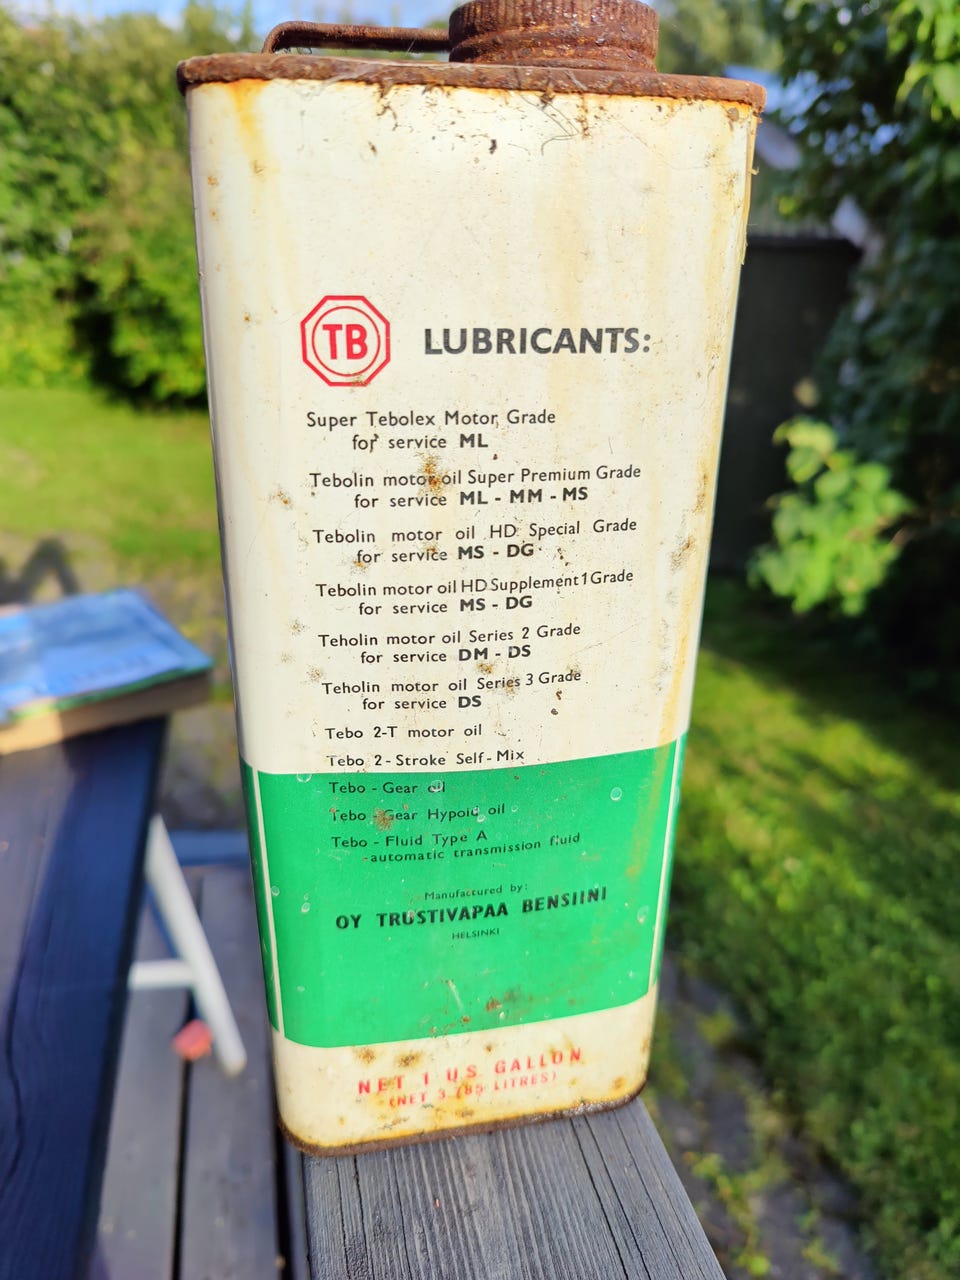 TB LUBRICANTS:
Super Tebolex Motor Grade
for service ML
Tebolin motor oil Super Premium Grade
for service ML - MM - MS
Tebolin motor oil HD Special Grade
for service MS - DG
Tebolin motor oil HD Supplement 1 Grade
for service MS - DG
Teholin motor oil Series 2 Grade
for service DM - DS
Teholin motor oil Series 3 Grade
for service DS
Tebo 2-T motor oil
Tebo 2 - Stroke Self - Mix
Tebo - Gear oil
Tebo - Gear Hypoid oil
Tebo - Fluid Type A
-automatic transmission fluid
Manufactured by:
OY TRUSTIVAPAA BENSIINI
HELSINKI
NET 1 US GALLON
(NET 3,785 LITRES)